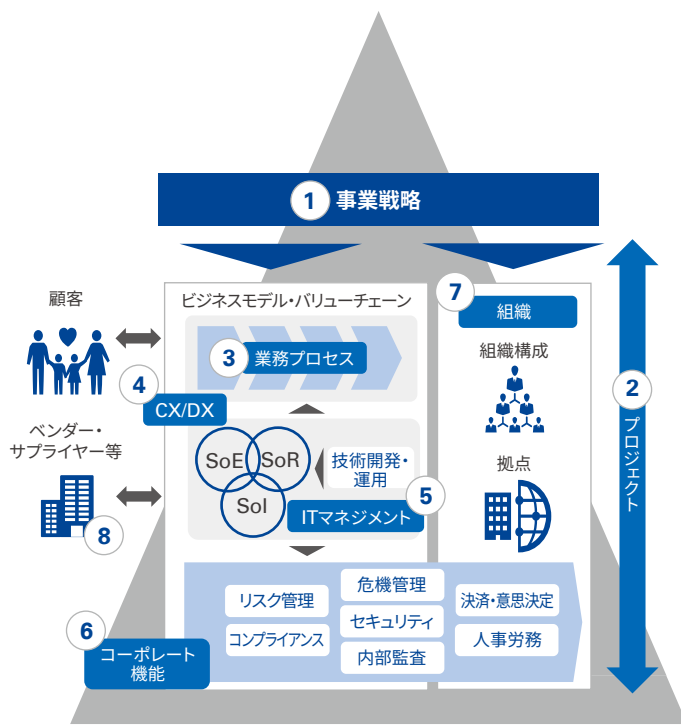 1 事業戦略
顧客
ビジネスモデル・バリューチェーン
3 業務プロセス
4
CX/DX
ベンダー・
サプライヤー等
8
SoE
SoR
SoI
技術開発・
運用
5
ITマネジメント
7
組織
組織構成
拠点
2
プロジェクト
6
コーポレート
機能
リスク管理
コンプライアンス
危機管理
セキュリティ
内部監査
決済・意思決定
人事労務